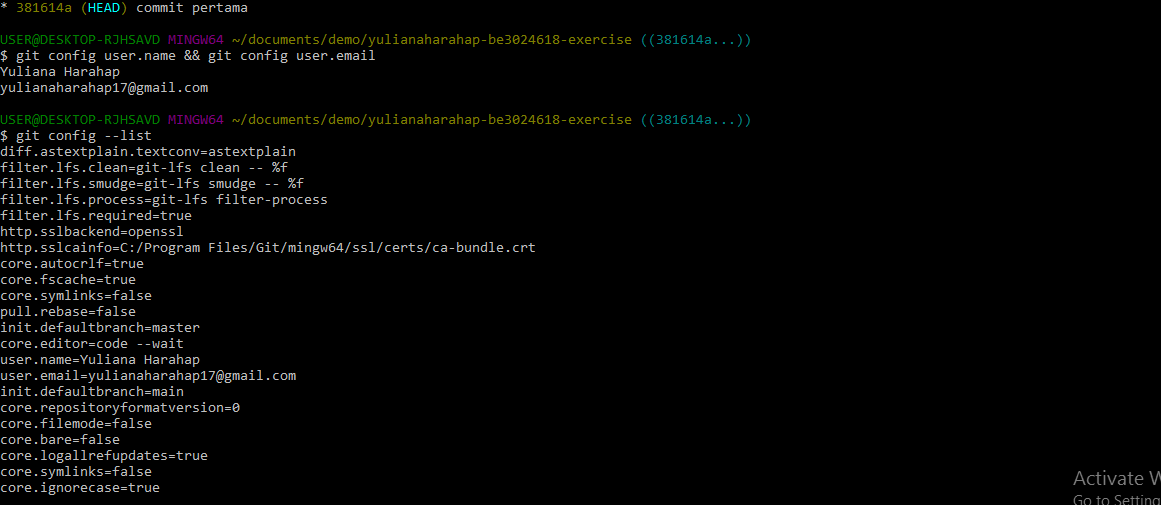 * 381614a (HEAD) commit pertama
USER@DESKTOP-RJHSAVD MINGW64 ~/documents/demo/yulianaharahap-be3024618-exercise ((381614a...))
$ git config user.name && git config user.email
Yuliana Harahap
yulianaharahap17@gmail.com
USER@DESKTOP-RJHSAVD MINGW64 ~/documents/demo/yulianaharahap-be3024618-exercise ((381614a...))
$ git config --list
diff.astextplain.textconv=astextplain
filter.lfs.clean=git-lfs clean -- %f
filter.lfs.smudge=git-lfs smudge -- %f
filter.lfs.process=git-lfs filter-process
filter.lfs.required=true
http.sslbackend=openssl
http.sslcainfo=C:/Program Files/Git/mingw64/ssl/certs/ca-bundle.crt
core.autocrlf=true
core.fscache=true
core.symlinks=false
pull.rebase=false
init.defaultbranch=master
core.editor=code --wait
user.name=Yuliana Harahap
user.email=yulianaharahap17@gmail.com
init.defaultbranch=main
core.repositoryformatversion=0
core.filemode=false
core.bare=false
core.logallrefupdates=true
core.symlinks=false
core.ignorecase=true
Activate W
Go to Setting